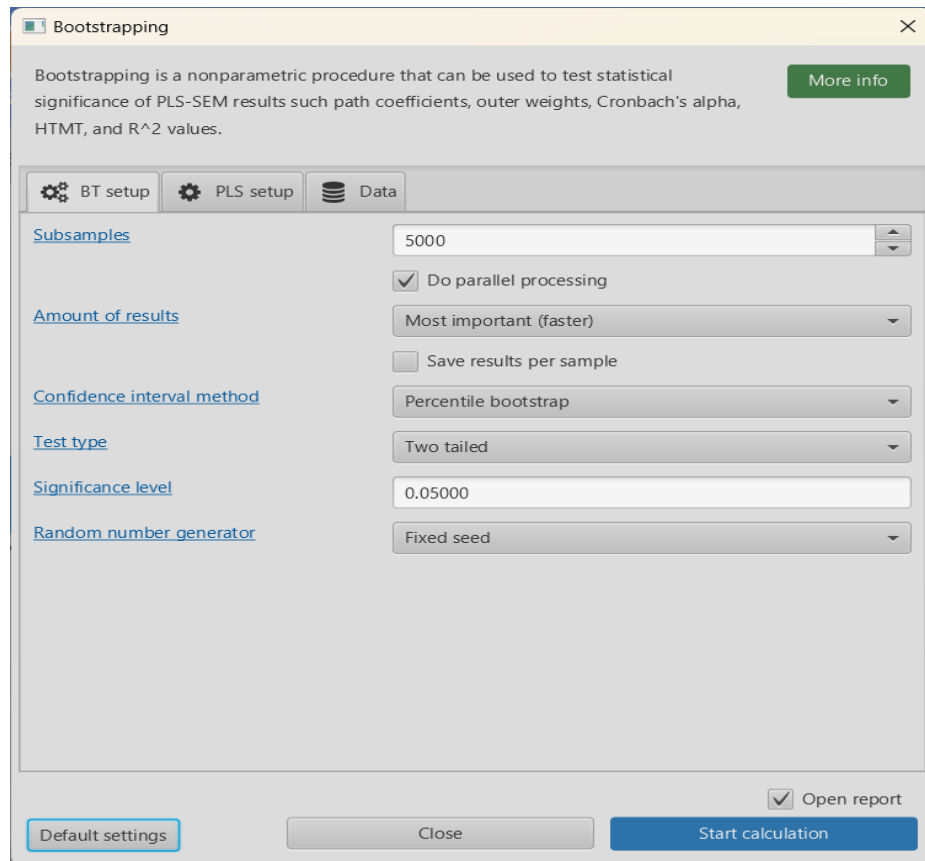 Bootstrapping
Bootstrapping is a nonparametric procedure that can be used to test statistical
significance of PLS-SEM results such path coefficients, outer weights, Cronbach's alpha,
HTMT, and R^2 values.
More info
BT setup
PLS setup
Data
Subsamples
5000
Do parallel processing
Amount of results
Most important (faster)
Save results per sample
Confidence interval method
Percentile bootstrap
Test type
Two tailed
Significance level
0.05000
Random number generator
Fixed seed
Open report
Default settings
Close
Start calculation